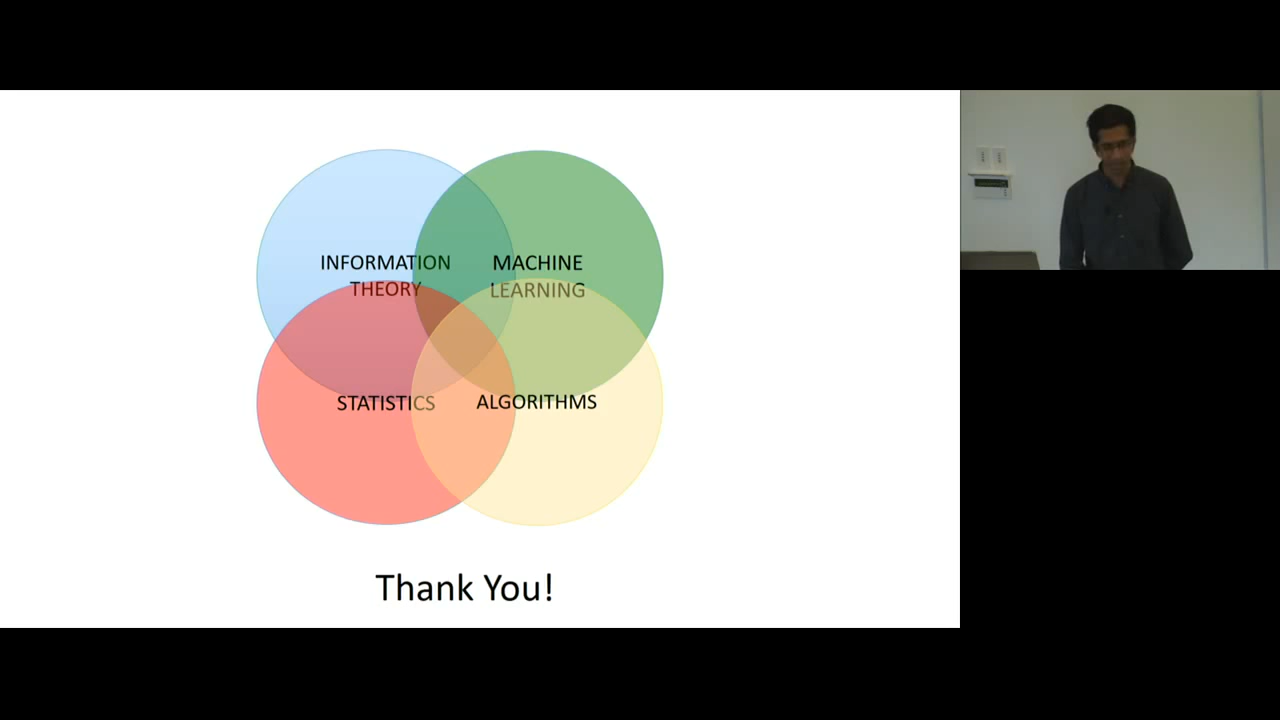 INFORMATION
THEORY
MACHINE
LEARNING
STATISTICS
ALGORITHMS
Thank You!